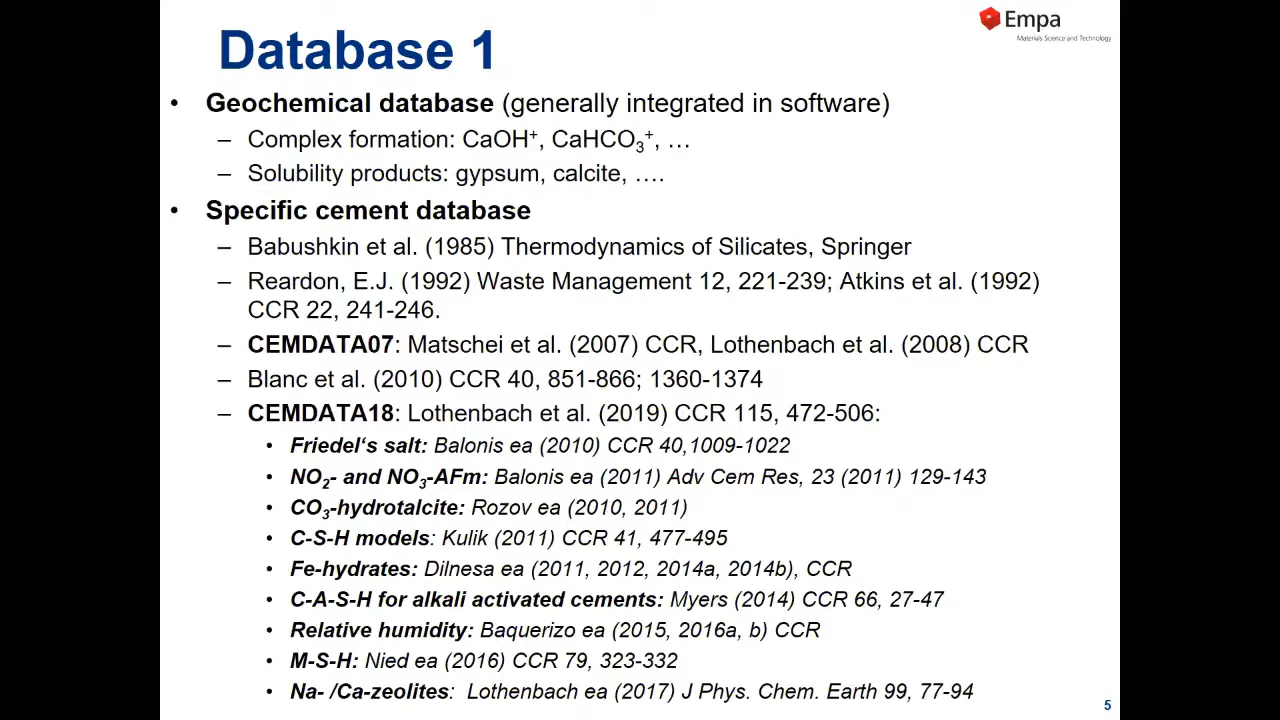 Empa
Materials Science and Technology
Database 1
• Geochemical database (generally integrated in software)
– Complex formation: CaOH⁺, CaHCO₃⁺, …
– Solubility products: gypsum, calcite, ….
• Specific cement database
– Babushkin et al. (1985) Thermodynamics of Silicates, Springer
– Reardon, E.J. (1992) Waste Management 12, 221-239; Atkins et al. (1992)
CCR 22, 241-246.
– CEMDATA07: Matschei et al. (2007) CCR, Lothenbach et al. (2008) CCR
– Blanc et al. (2010) CCR 40, 851-866; 1360-1374
– CEMDATA18: Lothenbach et al. (2019) CCR 115, 472-506:
• Friedel‘s salt: Balonis ea (2010) CCR 40,1009-1022
• NO₂- and NO₃-AFm: Balonis ea (2011) Adv Cem Res, 23 (2011) 129-143
• CO₃-hydrotalcite: Rozov ea (2010, 2011)
• C-S-H models: Kulik (2011) CCR 41, 477-495
• Fe-hydrates: Dilnesa ea (2011, 2012, 2014a, 2014b), CCR
• C-A-S-H for alkali activated cements: Myers (2014) CCR 66, 27-47
• Relative humidity: Baquerizo ea (2015, 2016a, b) CCR
• M-S-H: Nied ea (2016) CCR 79, 323-332
• Na- /Ca-zeolites: Lothenbach ea (2017) J Phys. Chem. Earth 99, 77-94
5